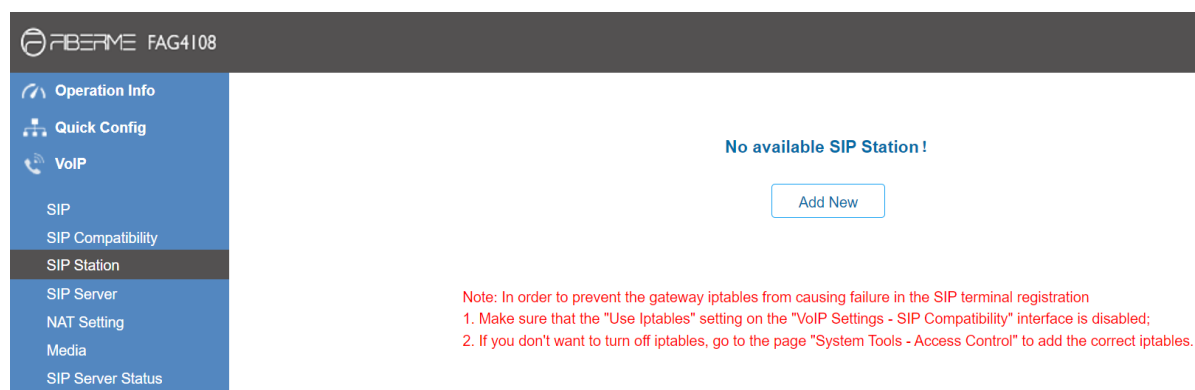 FIBERME FAG4108
Operation Info
Quick Config
VoIP
SIP
SIP Compatibility
SIP Station
SIP Server
NAT Setting
Media
SIP Server Status
No available SIP Station !
Add New
Note: In order to prevent the gateway iptables from causing failure in the SIP terminal registration
1. Make sure that the "Use Iptables" setting on the "VoIP Settings - SIP Compatibility" interface is disabled;
2. If you don't want to turn off iptables, go to the page "System Tools - Access Control" to add the correct iptables.